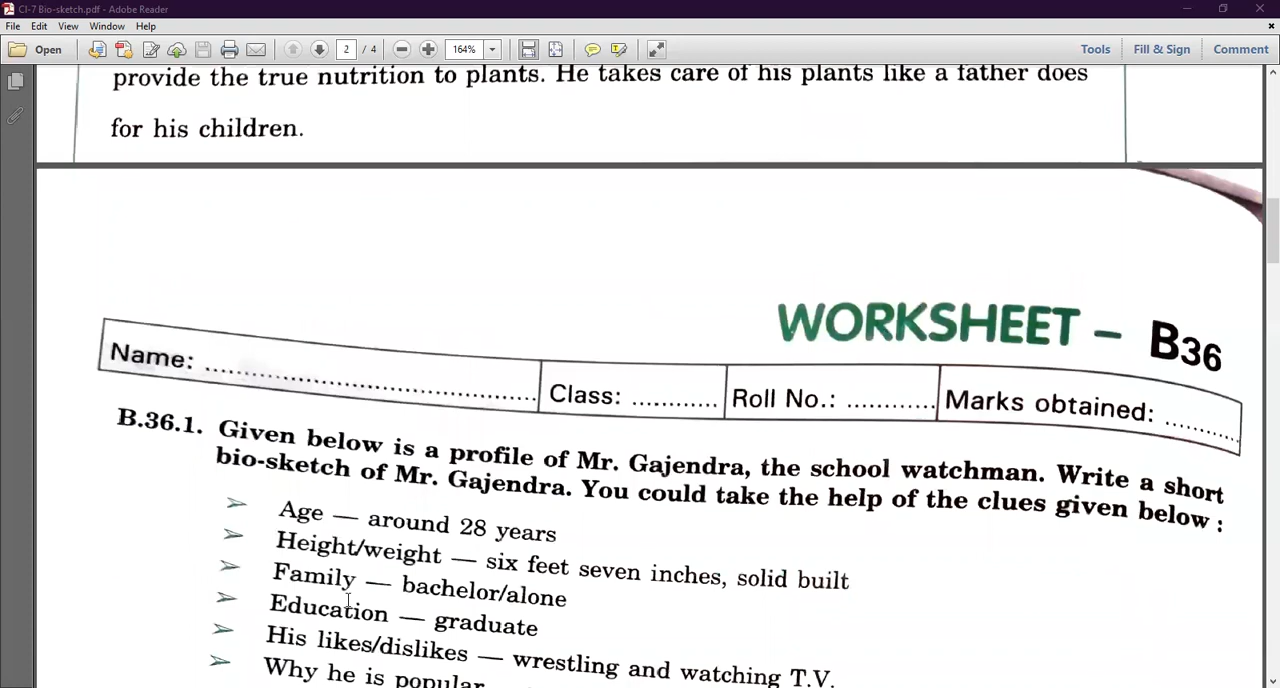 Cl-7 Bio-sketch.pdf - Adobe Reader
File Edit View Window Help
Open 2 / 4 164% Tools Fill & Sign Comment
provide the true nutrition to plants. He takes care of his plants like a father does
for his children.
WORKSHEET – B36
Name: ........................................ Class: ............ Roll No.: ............ Marks obtained: ..........
B.36.1. Given below is a profile of Mr. Gajendra, the school watchman. Write a short
bio-sketch of Mr. Gajendra. You could take the help of the clues given below :
➢ Age — around 28 years
➢ Height/weight — six feet seven inches, solid built
➢ Family — bachelor/alone
➢ Education — graduate
➢ His likes/dislikes — wrestling and watching T.V.
➢ Why he is popular